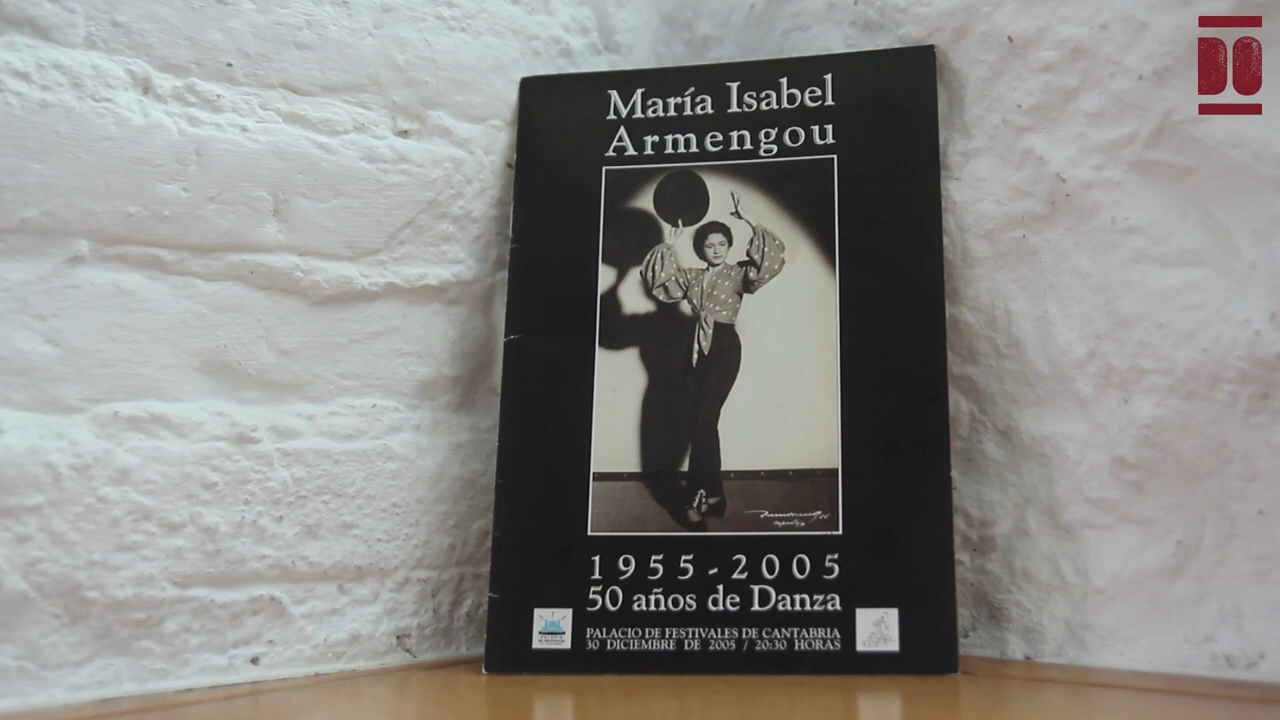 DO
María Isabel
Armengou
1955-2005
50 años de Danza
PALACIO DE FESTIVALES DE CANTABRIA
30 DICIEMBRE DE 2005 / 20:30 HORAS